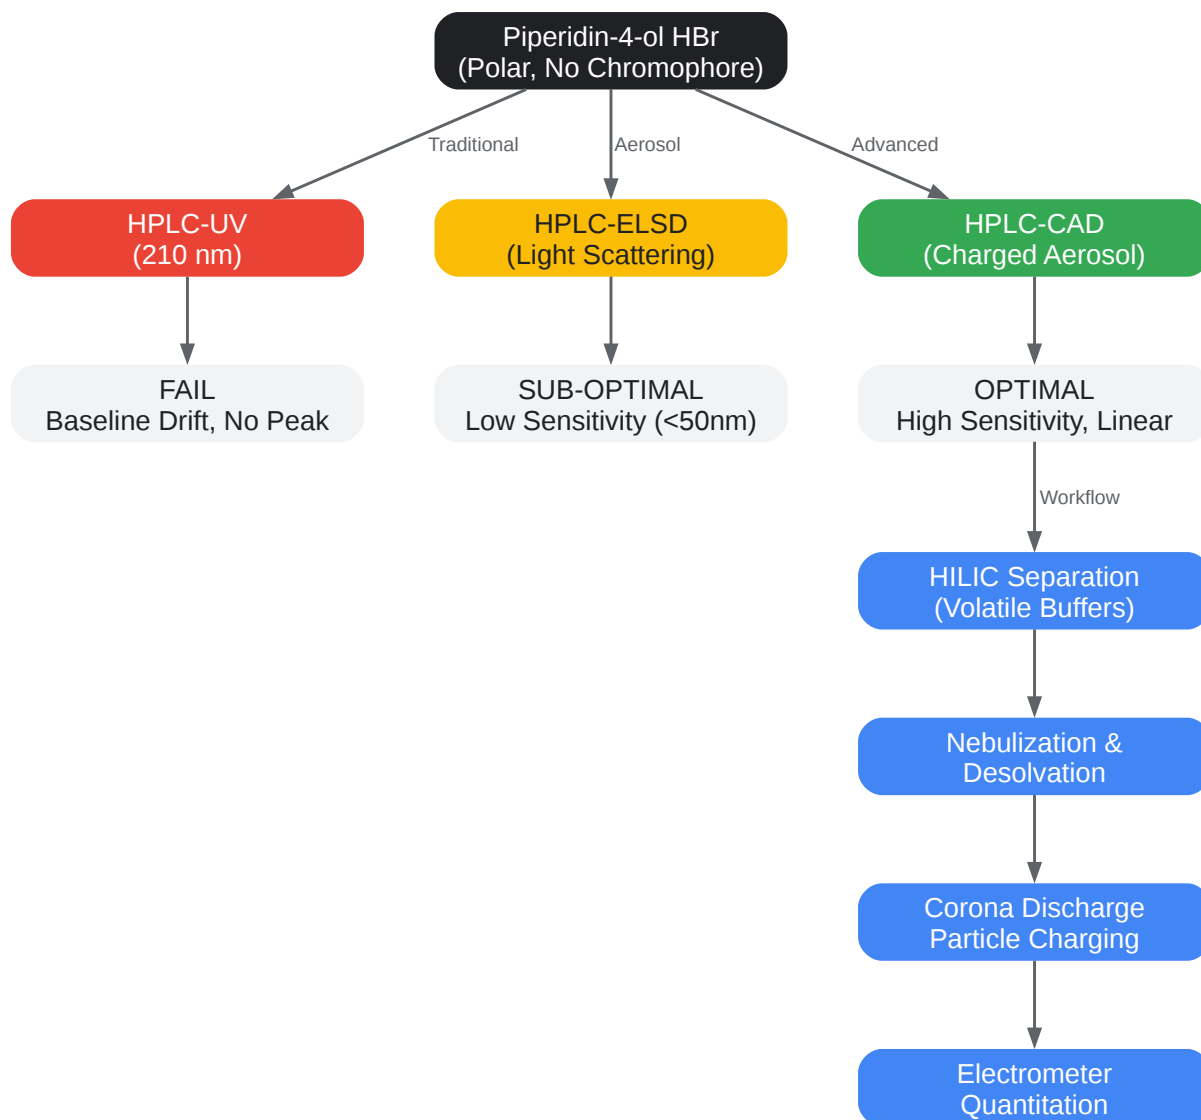 Piperidin-4-ol HBr
(Polar, No Chromophore)
Traditional
Aerosol
Advanced
HPLC-UV
(210 nm)
HPLC-ELSD
(Light Scattering)
HPLC-CAD
(Charged Aerosol)
FAIL
Baseline Drift, No Peak
SUB-OPTIMAL
Low Sensitivity (<50nm)
OPTIMAL
High Sensitivity, Linear
Workflow
HILIC Separation
(Volatile Buffers)
Nebulization &
Desolvation
Corona Discharge
Particle Charging
Electrometer
Quantitation